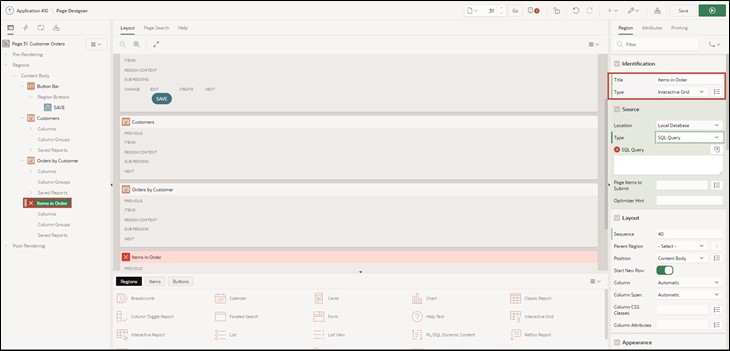 Application 410 \ Page Designer
31
Go
Save
Layout
Page Search
Help
Region
Attributes
Printing
Page 31: Customer Orders
Pre-Rendering
Regions
Content Body
Button Bar
Region Buttons
SAVE
Customers
Columns
Column Groups
Saved Reports
Orders by Customer
Columns
Column Groups
Saved Reports
Items in Order
Columns
Column Groups
Saved Reports
Post-Rendering
ITEMS
REGION CONTENT
SUB REGIONS
CHANGE EDIT CREATE NEXT
SAVE
Customers
PREVIOUS
ITEMS
REGION CONTENT
SUB REGIONS
NEXT
Orders by Customer
PREVIOUS
ITEMS
REGION CONTENT
SUB REGIONS
NEXT
Items in Order
PREVIOUS
Regions
Items
Buttons
Breadcrumb
Calendar
Cards
Chart
Classic Report
Column Toggle Report
Faceted Search
Form
Help Text
Interactive Grid
Interactive Report
List
List View
PL/SQL Dynamic Content
Reflow Report
Filter
Identification
Title Items in Order
Type Interactive Grid
Source
Location Local Database
Type SQL Query
SQL Query
Page Items to
Submit
Optimizer Hint
Layout
Sequence 40
Parent Region - Select -
Position Content Body
Start New Row
Column Automatic
Column Span Automatic
Column CSS
Classes
Column Attributes
Appearance